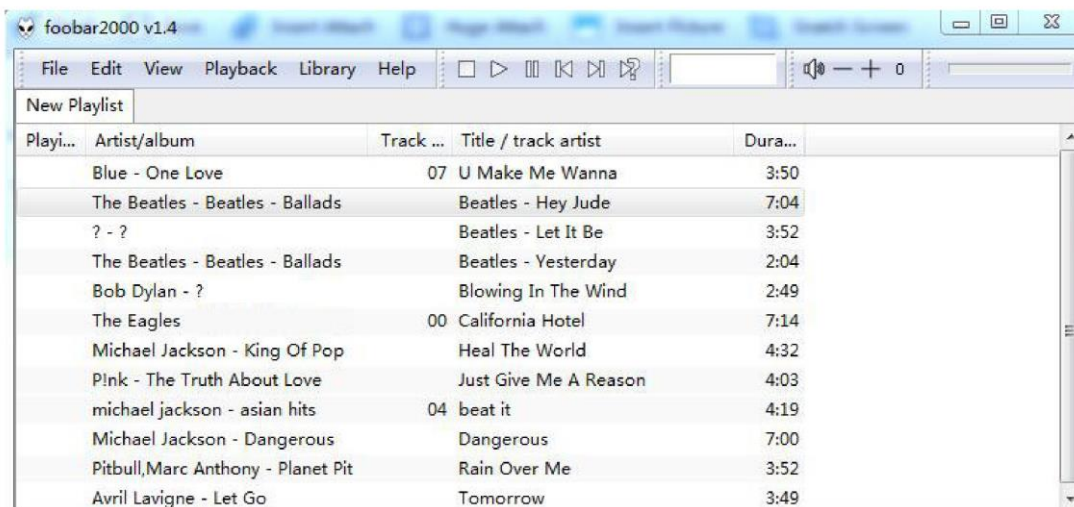 foobar2000 v1.4
File Edit View Playback Library Help 0
New Playlist
Playi... Artist/album Track ... Title / track artist Dura...
Blue - One Love 07 U Make Me Wanna 3:50
The Beatles - Beatles - Ballads Beatles - Hey Jude 7:04
? - ? Beatles - Let It Be 3:52
The Beatles - Beatles - Ballads Beatles - Yesterday 2:04
Bob Dylan - ? Blowing In The Wind 2:49
The Eagles 00 California Hotel 7:14
Michael Jackson - King Of Pop Heal The World 4:32
P!nk - The Truth About Love Just Give Me A Reason 4:03
michael jackson - asian hits 04 beat it 4:19
Michael Jackson - Dangerous Dangerous 7:00
Pitbull,Marc Anthony - Planet Pit Rain Over Me 3:52
Avril Lavigne - Let Go Tomorrow 3:49